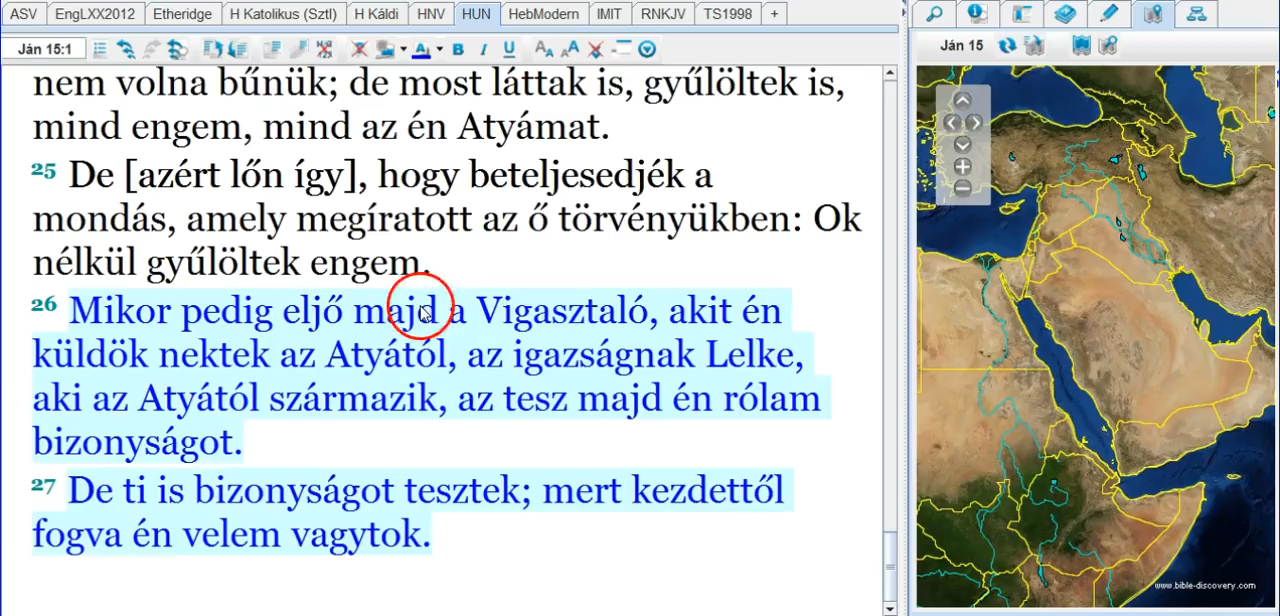 ASV EngLXX2012 Etheridge H Katolikus (Sztl) H Káldi HNV HUN HebModern IMIT RNKJV TS1998 +
Ján 15:1
Ján 15
nem volna bűnük; de most láttak is, gyűlöltek is,
mind engem, mind az én Atyámat.
25 De [azért lőn így], hogy beteljesedjék a
mondás, amely megíratott az ő törvényükben: Ok
nélkül gyűlöltek engem.
26 Mikor pedig eljő majd a Vigasztaló, akit én
küldök nektek az Atyától, az igazságnak Lelke,
aki az Atyától származik, az tesz majd én rólam
bizonyságot.
27 De ti is bizonyságot tesztek; mert kezdettől
fogva én velem vagytok.
www.bible-discovery.com